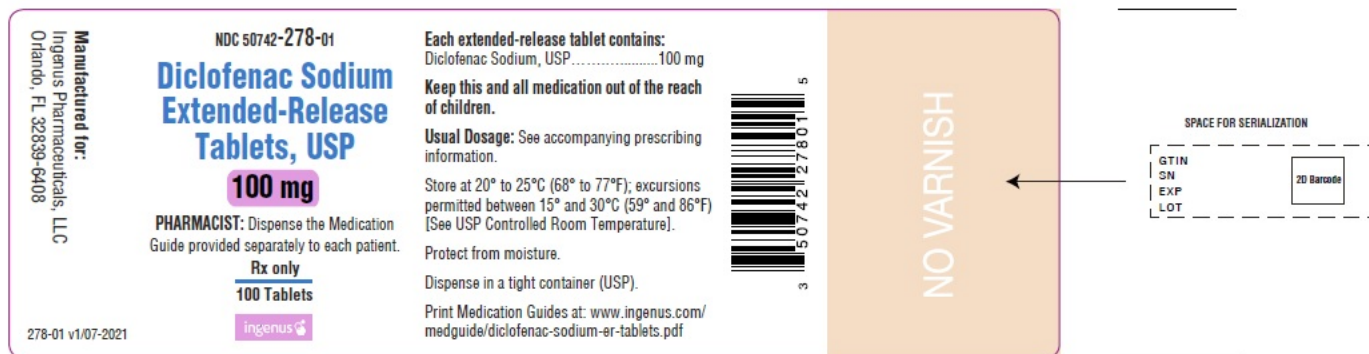 Manufactured for:
Ingenus Pharmaceuticals, LLC
Orlando, FL 32839-6408
278-01 v1/07-2021
NDC 50742-278-01
Diclofenac Sodium
Extended-Release
Tablets, USP
100 mg
PHARMACIST: Dispense the Medication
Guide provided separately to each patient.
Rx only
100 Tablets
ingenus
Each extended-release tablet contains:
Diclofenac Sodium, USP................100 mg
Keep this and all medication out of the reach
of children.
Usual Dosage: See accompanying prescribing
information.
Store at 20° to 25°C (68° to 77°F); excursions
permitted between 15° and 30°C (59° and 86°F)
[See USP Controlled Room Temperature].
Protect from moisture.
Dispense in a tight container (USP).
Print Medication Guides at: www.ingenus.com/
medguide/diclofenac-sodium-er-tablets.pdf
3 50742 27801 5
NO VARNISH
SPACE FOR SERIALIZATION
GTIN
SN
EXP
LOT
2D Barcode